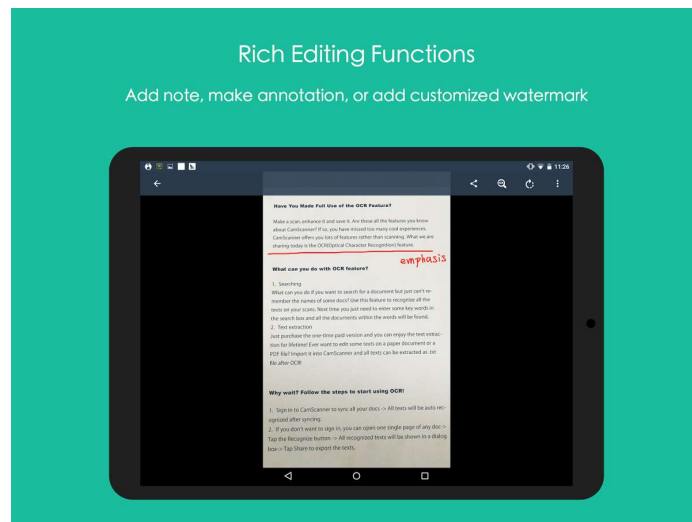 Rich Editing Functions
Add note, make annotation, or add customized watermark
11:26
Have You Made Full Use of the OCR Feature?
Make a scan, enhance it and save it. Are these all the features you know
about CamScanner? If so, you have missed too many cool experiences.
CamScanner offers you lots of features rather than scanning. What we are
sharing today is the OCR(Optical Character Recognition) feature.
emphasis
What can you do with OCR feature?
1. Searching
What can you do if you want to search for a document but just can't re-
member the names of some docs? Use this feature to recognize all the
texts on your scans. Next time you just need to enter some key words in
the search box and all the documents within the words will be found.
2. Text extraction
Just purchase the one-time paid version and you can enjoy the text extrac-
tion for lifetime! Ever want to edit some texts on a paper document or a
PDF file? Import it into CamScanner and all texts can be extracted as .txt
file after OCR!
Why wait? Follow the steps to start using OCR!
1. Sign in to CamScanner to sync all your docs -> All texts will be auto rec-
ognized after syncing.
2. If you don't want to sign in, you can open one single page of any doc ->
Tap the Recognize button -> All recognized texts will be shown in a dialog
box-> Tap Share to export the texts.